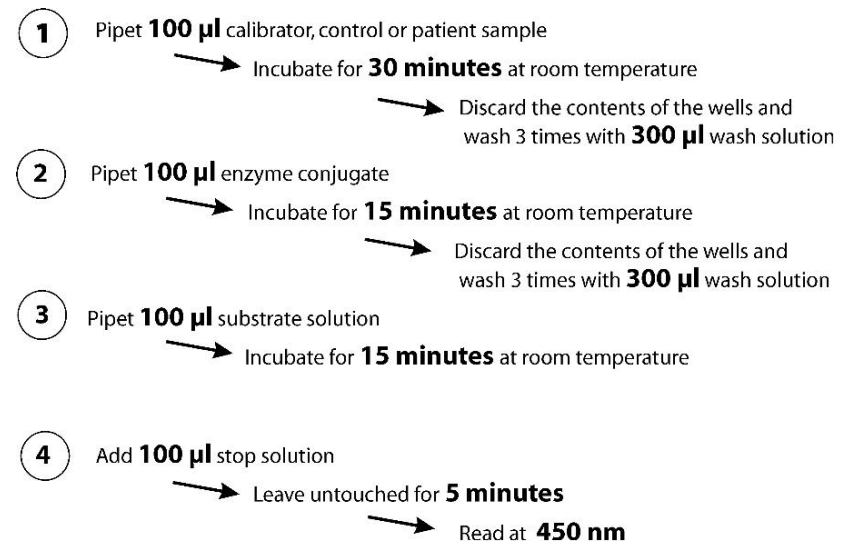 1 Pipet 100 µl calibrator, control or patient sample
Incubate for 30 minutes at room temperature
Discard the contents of the wells and
wash 3 times with 300 µl wash solution
2 Pipet 100 µl enzyme conjugate
Incubate for 15 minutes at room temperature
Discard the contents of the wells and
wash 3 times with 300 µl wash solution
3 Pipet 100 µl substrate solution
Incubate for 15 minutes at room temperature
4 Add 100 µl stop solution
Leave untouched for 5 minutes
Read at 450 nm